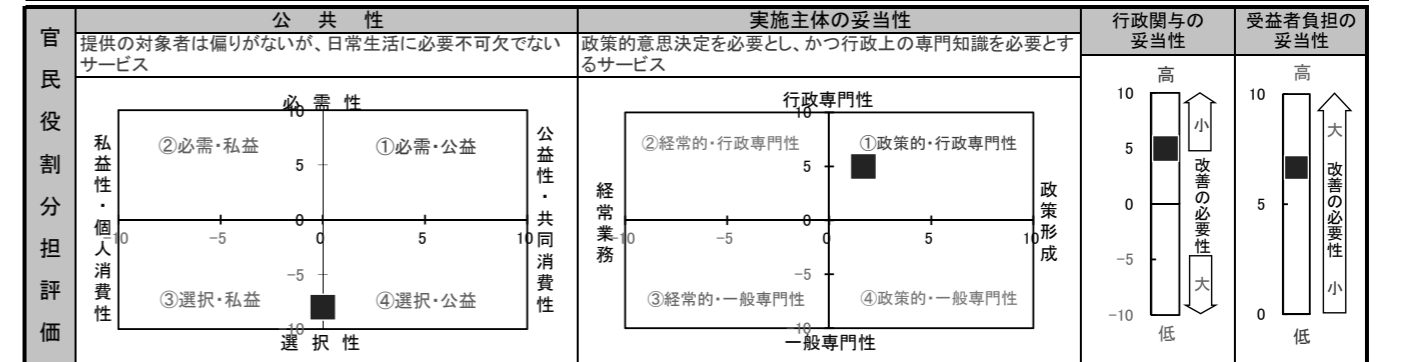 官民役割分担評価
公共性
提供の対象者は偏りがないが、日常生活に必要不可欠でない
サービス
必需性
10
②必需・私益
①必需・公益
5
私益性・個人消費性
公益性・共同消費性
0
-10
-5
0
5
10
-5
③選択・私益
④選択・公益
-10
選択性
実施主体の妥当性
政策的意思決定を必要とし、かつ行政上の専門知識を必要とす
るサービス
行政専門性
10
②経常的・行政専門性
①政策的・行政専門性
5
経常業務
政策形成
0
-10
-5
0
5
10
-5
③経常的・一般専門性
④政策的・一般専門性
-10
一般専門性
行政関与の
妥当性
高
10
5
0
-5
-10
小
改善の必要性
大
低
受益者負担の
妥当性
高
10
5
0
大
改善の必要性
小
低